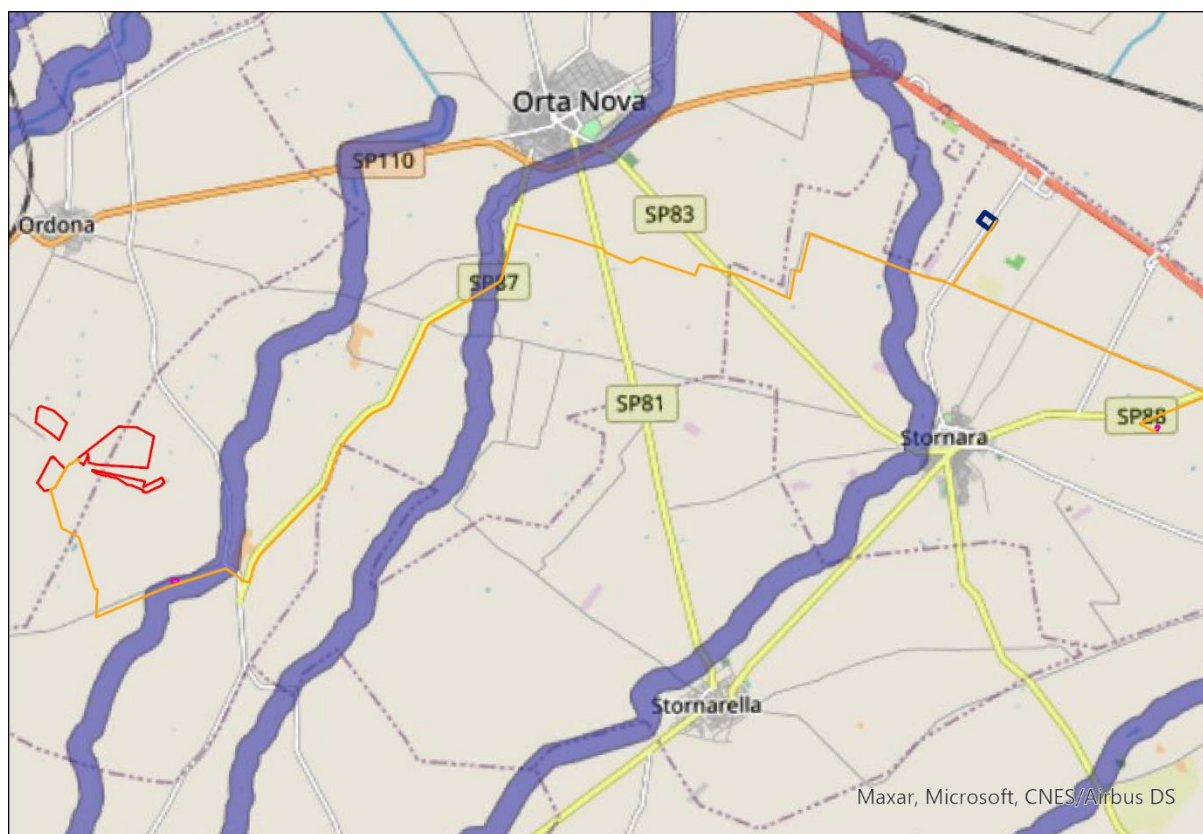 Orta Nova
SP110
SP83
Ordona
SP87
SP81
SP88
Stornara
Stornarella
Maxar, Microsoft, CNES/Airbus DS